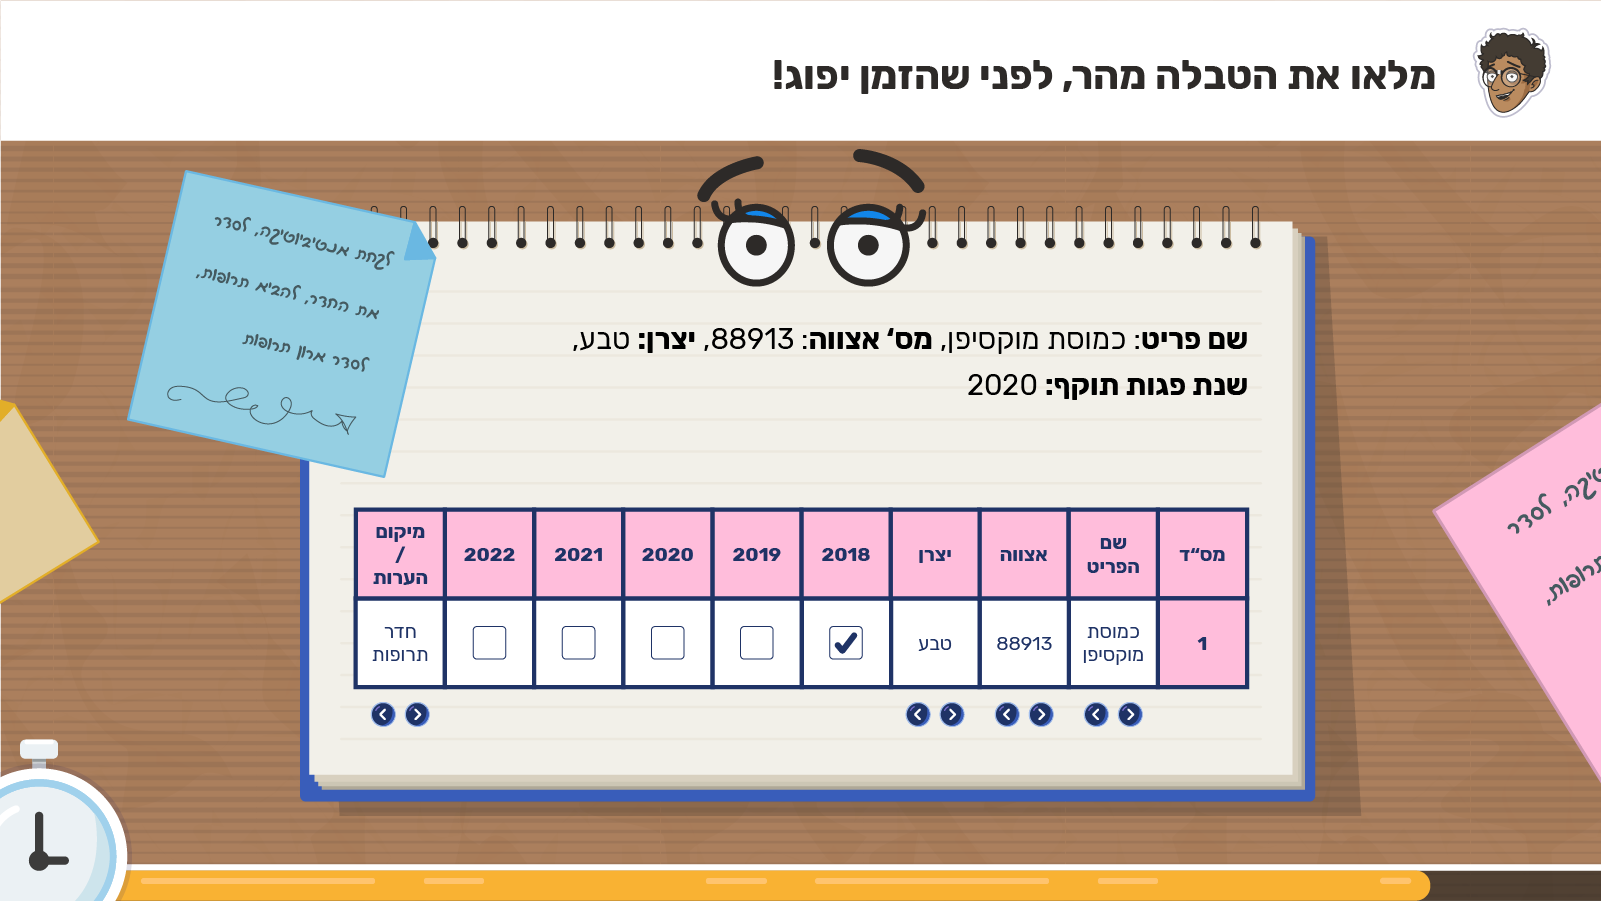 מלאו את הטבלה מהר, לפני שהזמן יפוג!
לקחת אנטיביוטיקה, לסדר
את החדר, להביא תרופות,
לסדר ארון תרופות
שם פריט: כמוסת מוקסיפן, מס' אצווה: 88913, יצרן: טבע,
שנת פגות תוקף: 2020
מס"ד
שם הפריט
אצווה
יצרן
2018
2019
2020
2021
2022
מיקום / הערות
1
כמוסת מוקסיפן
88913
טבע
חדר תרופות
לסדר
תרופות,